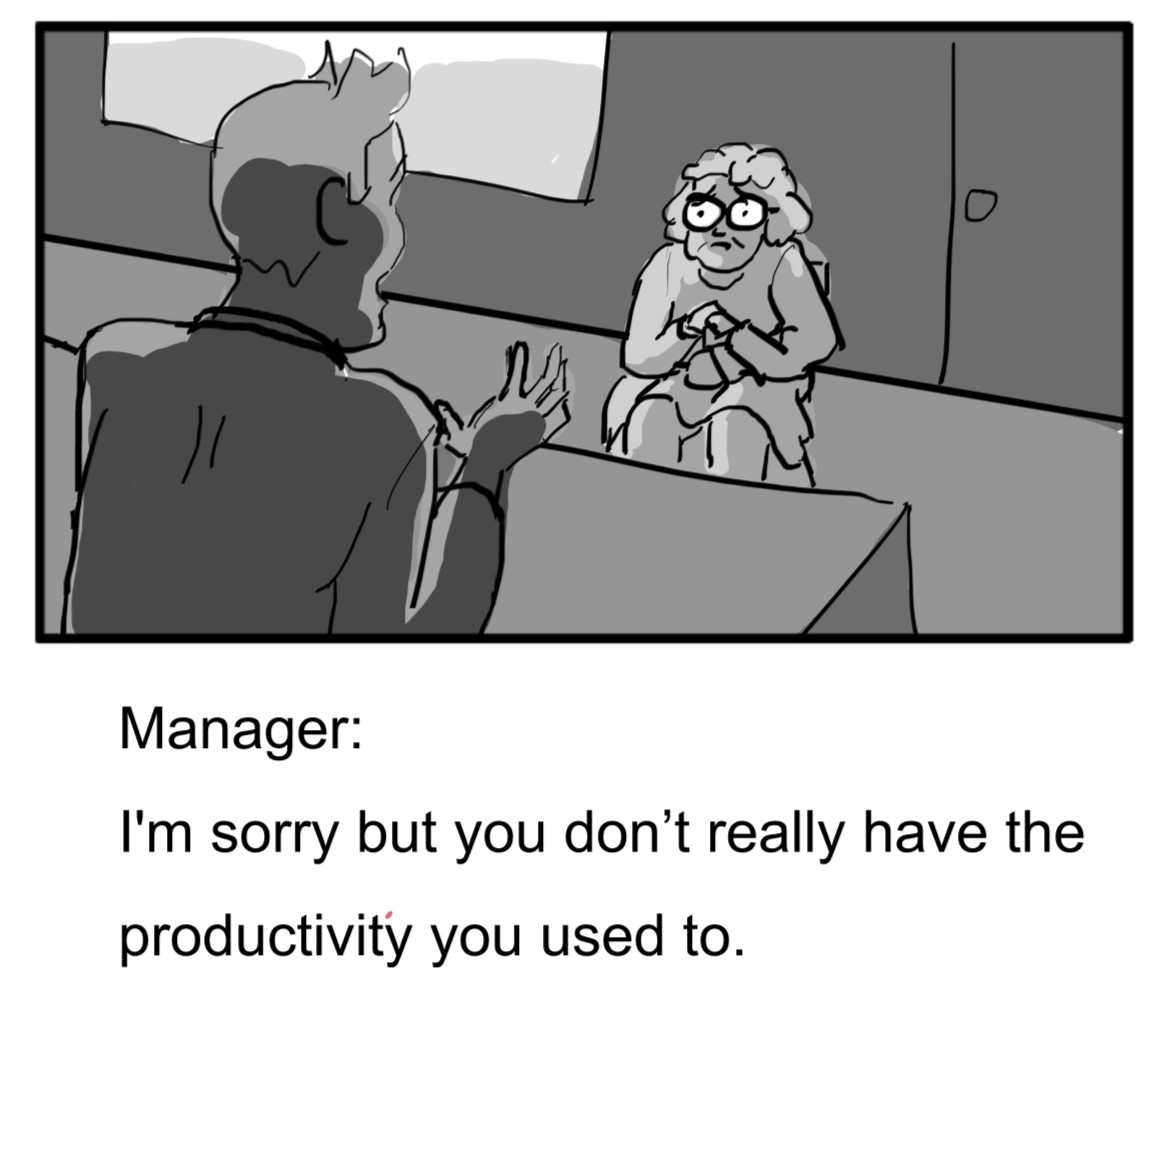 Manager:
I'm sorry but you don’t really have the
productivity you used to.